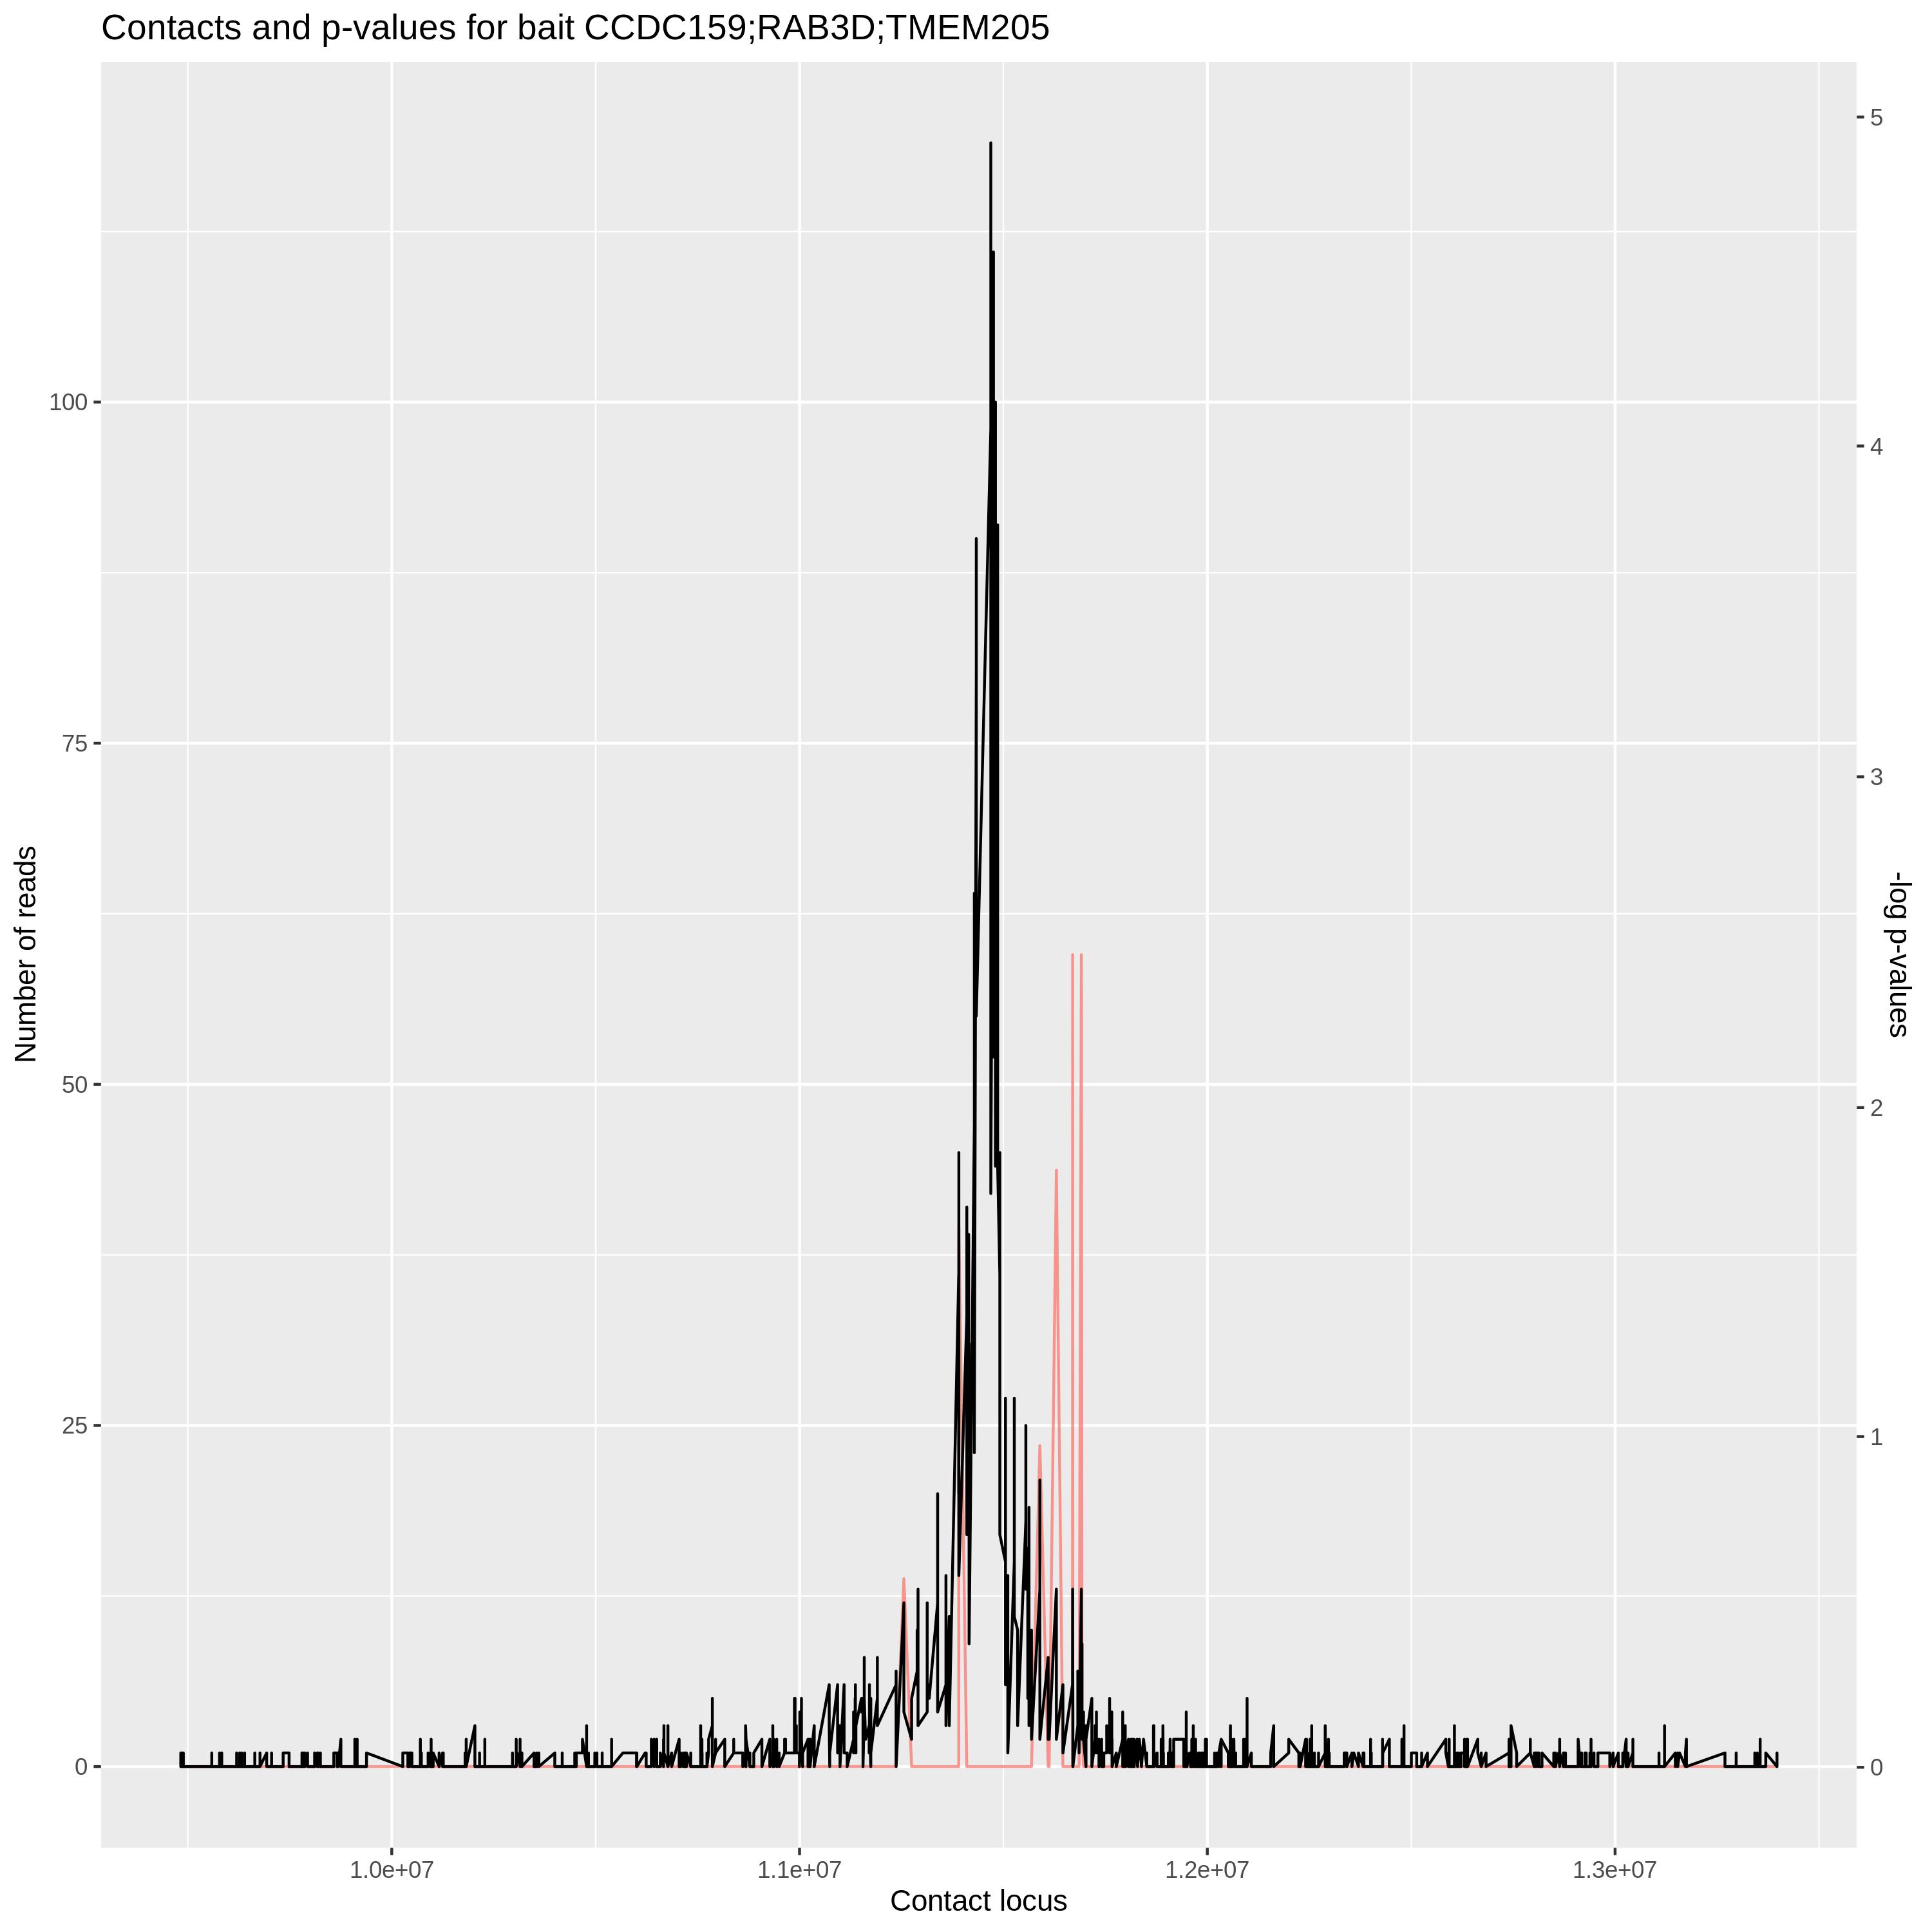 Contacts and p-values for bait CCDC159;RAB3D;TMEM205
Number of reads
100
75
50
25
0
5
4
3
2
1
0
-log p-values
1.0e+07
1.1e+07
1.2e+07
1.3e+07
Contact locus